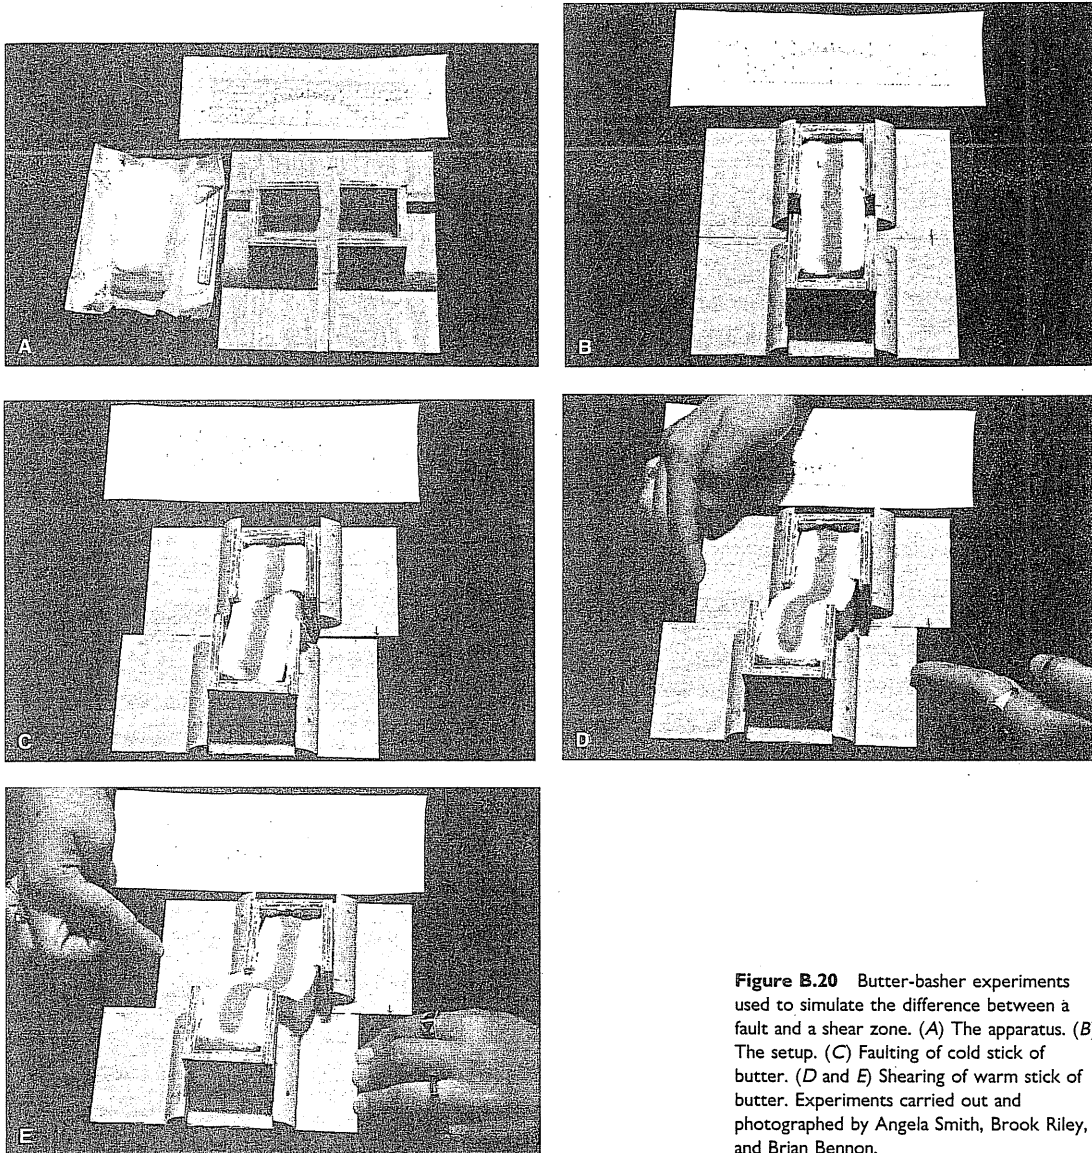 A
B
C
D
E
Figure B.20 Butter-basher experiments
used to simulate the difference between a
fault and a shear zone. (A) The apparatus. (B
The setup. (C) Faulting of cold stick of
butter. (D and E) Shearing of warm stick of
butter. Experiments carried out and
photographed by Angela Smith, Brook Riley,
and Brian Bennon.